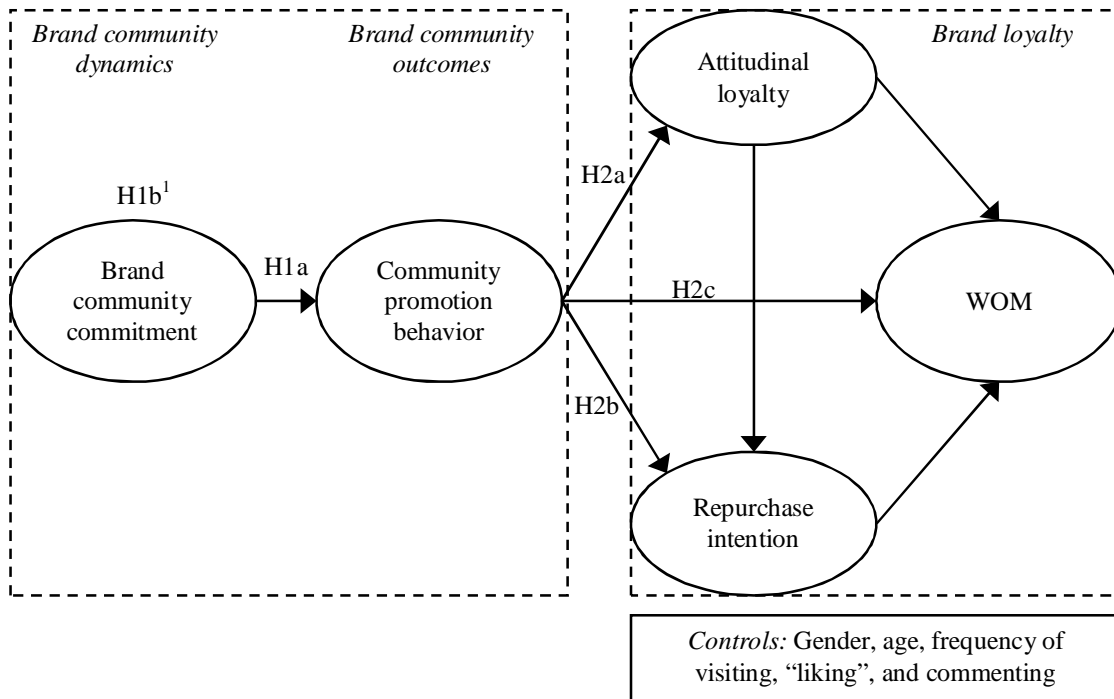 Brand community
dynamics
Brand community
outcomes
Brand loyalty
Attitudinal
loyalty
H2a
H1b¹
Brand
community
commitment
H1a
Community
promotion
behavior
H2c
WOM
H2b
Repurchase
intention
Controls: Gender, age, frequency of
visiting, “liking”, and commenting